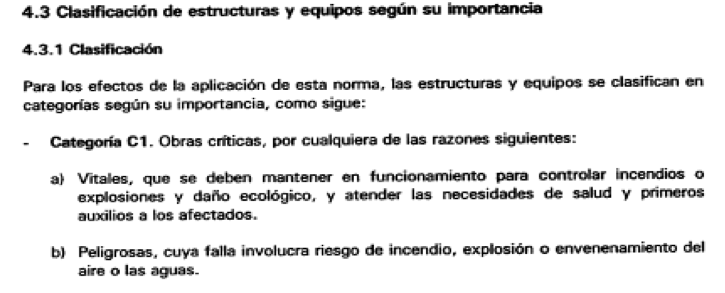 4.3 Clasificación de estructuras y equipos según su importancia
4.3.1 Clasificación
Para los efectos de la aplicación de esta norma, las estructuras y equipos se clasifican en
categorías según su importancia, como sigue:
- Categoría C1. Obras críticas, por cualquiera de las razones siguientes:
a) Vitales, que se deben mantener en funcionamiento para controlar incendios o
explosiones y daño ecológico, y atender las necesidades de salud y primeros
auxilios a los afectados.
b) Peligrosas, cuya falla involucra riesgo de incendio, explosión o envenenamiento del
aire o las aguas.